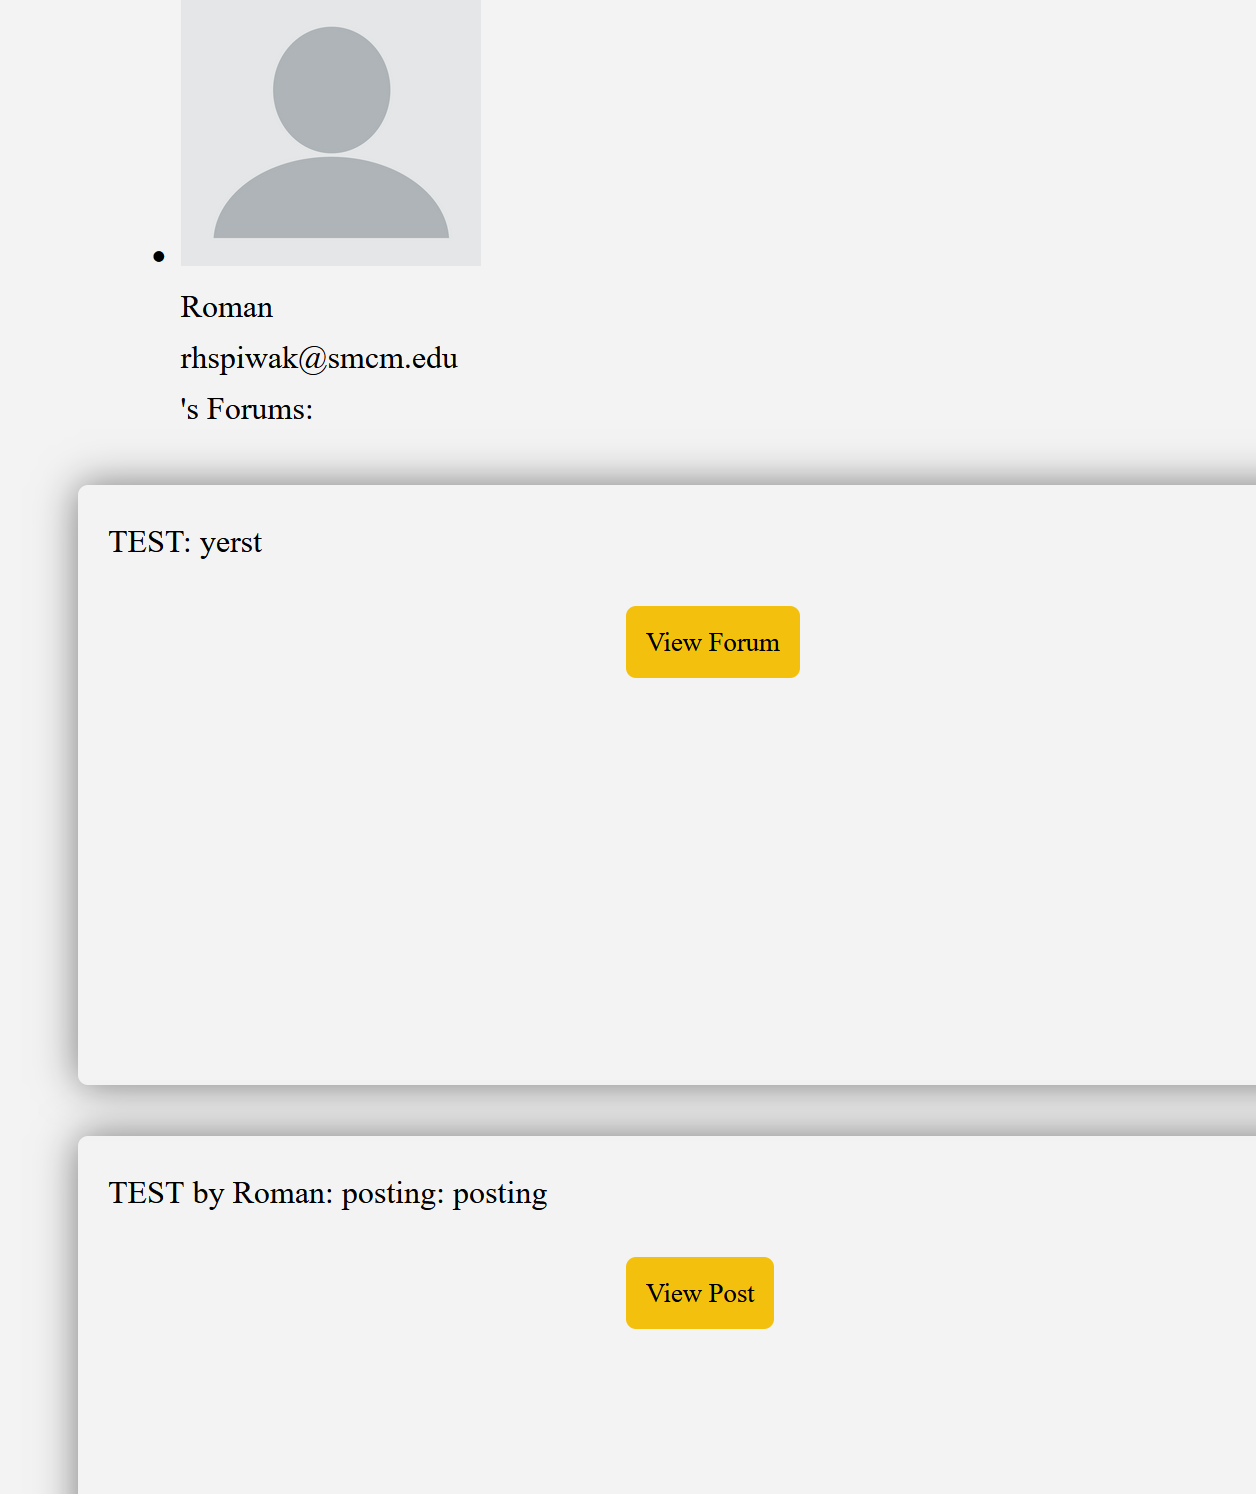 Roman
rhspiwak@smcm.edu
's Forums:
TEST: yerst
View Forum
TEST by Roman: posting: posting
View Post